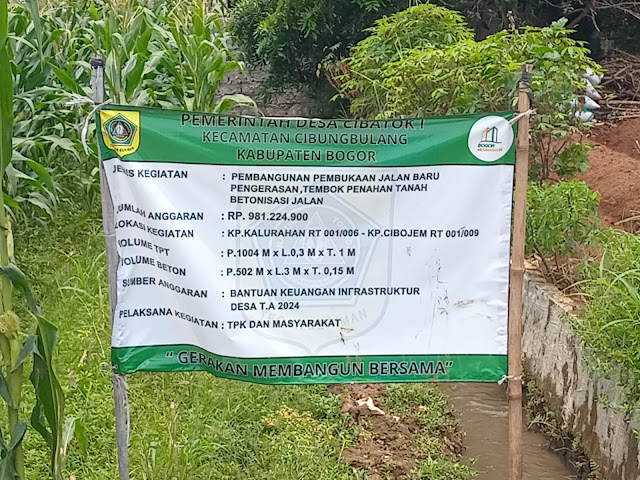 PEMERINTAH DESA CIBATOK I
KECAMATAN CIBUNGBULANG
KABUPATEN BOGOR
BOGOR
MEMBANGUN
JENIS KEGIATAN : PEMBANGUNAN PEMBUKAAN JALAN BARU
PENGERASAN,TEMBOK PENAHAN TANAH
BETONISASI JALAN
JUMLAH ANGGARAN : RP. 981.224.900
LOKASI KEGIATAN : KP.KALURAHAN RT 001/006 - KP.CIBOJEM RT 001/009
VOLUME TPT : P.1004 M x L.0,3 M x T. 1 M
VOLUME BETON : P.502 M x L.3 M x T. 0,15 M
SUMBER ANGGARAN : BANTUAN KEUANGAN INFRASTRUKTUR
DESA T.A 2024
PELAKSANA KEGIATAN : TPK DAN MASYARAKAT
" GERAKAN MEMBANGUN BERSAMA"